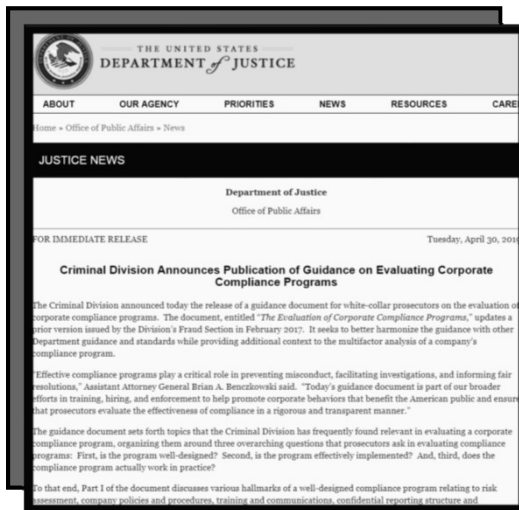 THE UNITED STATES
DEPARTMENT of JUSTICE
ABOUT OUR AGENCY PRIORITIES NEWS RESOURCES CARE
Home » Office of Public Affairs » News
JUSTICE NEWS
Department of Justice
Office of Public Affairs
FOR IMMEDIATE RELEASE Tuesday, April 30, 201
Criminal Division Announces Publication of Guidance on Evaluating Corporate
Compliance Programs
The Criminal Division announced today the release of a guidance document for white-collar prosecutors on the evaluation of
corporate compliance programs. The document, entitled "The Evaluation of Corporate Compliance Programs," updates a
prior version issued by the Division's Fraud Section in February 2017. It seeks to better harmonize the guidance with other
Department guidance and standards while providing additional context to the multifactor analysis of a company's
compliance program.
"Effective compliance programs play a critical role in preventing misconduct, facilitating investigations, and informing fair
resolutions," Assistant Attorney General Brian A. Benczkowski said. "Today's guidance document is part of our broader
efforts in training, hiring, and enforcement to help promote corporate behaviors that benefit the American public and ensure
that prosecutors evaluate the effectiveness of compliance in a rigorous and transparent manner."
The guidance document sets forth topics that the Criminal Division has frequently found relevant in evaluating a corporate
compliance program, organizing them around three overarching questions that prosecutors ask in evaluating compliance
programs: First, is the program well-designed? Second, is the program effectively implemented? And, third, does the
compliance program actually work in practice?
To that end, Part I of the document discusses various hallmarks of a well-designed compliance program relating to risk
assessment, company policies and procedures, training and communications, confidential reporting structure and